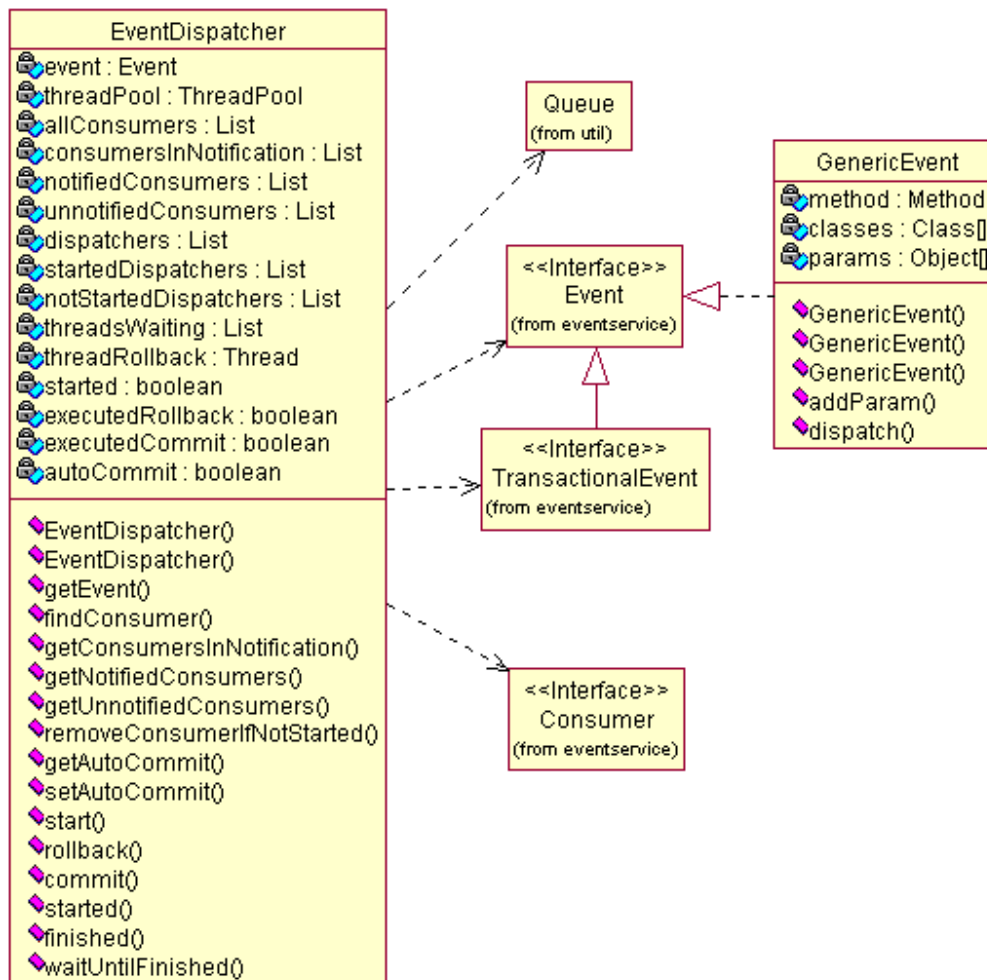 EventDispatcher
event : Event
threadPool : ThreadPool
allConsumers : List
consumersInNotification : List
notifiedConsumers : List
unnotifiedConsumers : List
dispatchers : List
startedDispatchers : List
notStartedDispatchers : List
threadsWaiting : List
threadRollback : Thread
started : boolean
executedRollback : boolean
executedCommit : boolean
autoCommit : boolean
EventDispatcher()
EventDispatcher()
getEvent()
findConsumer()
getConsumersInNotification()
getNotifiedConsumers()
getUnnotifiedConsumers()
removeConsumerIfNotStarted()
getAutoCommit()
setAutoCommit()
start()
rollback()
commit()
started()
finished()
waitUntilFinished()
Queue
(from util)
<<Interface>>
Event
(from eventservice)
<<Interface>>
TransactionalEvent
(from eventservice)
<<Interface>>
Consumer
(from eventservice)
GenericEvent
method : Method
classes : Class[]
params : Object[]
GenericEvent()
GenericEvent()
GenericEvent()
addParam()
dispatch()